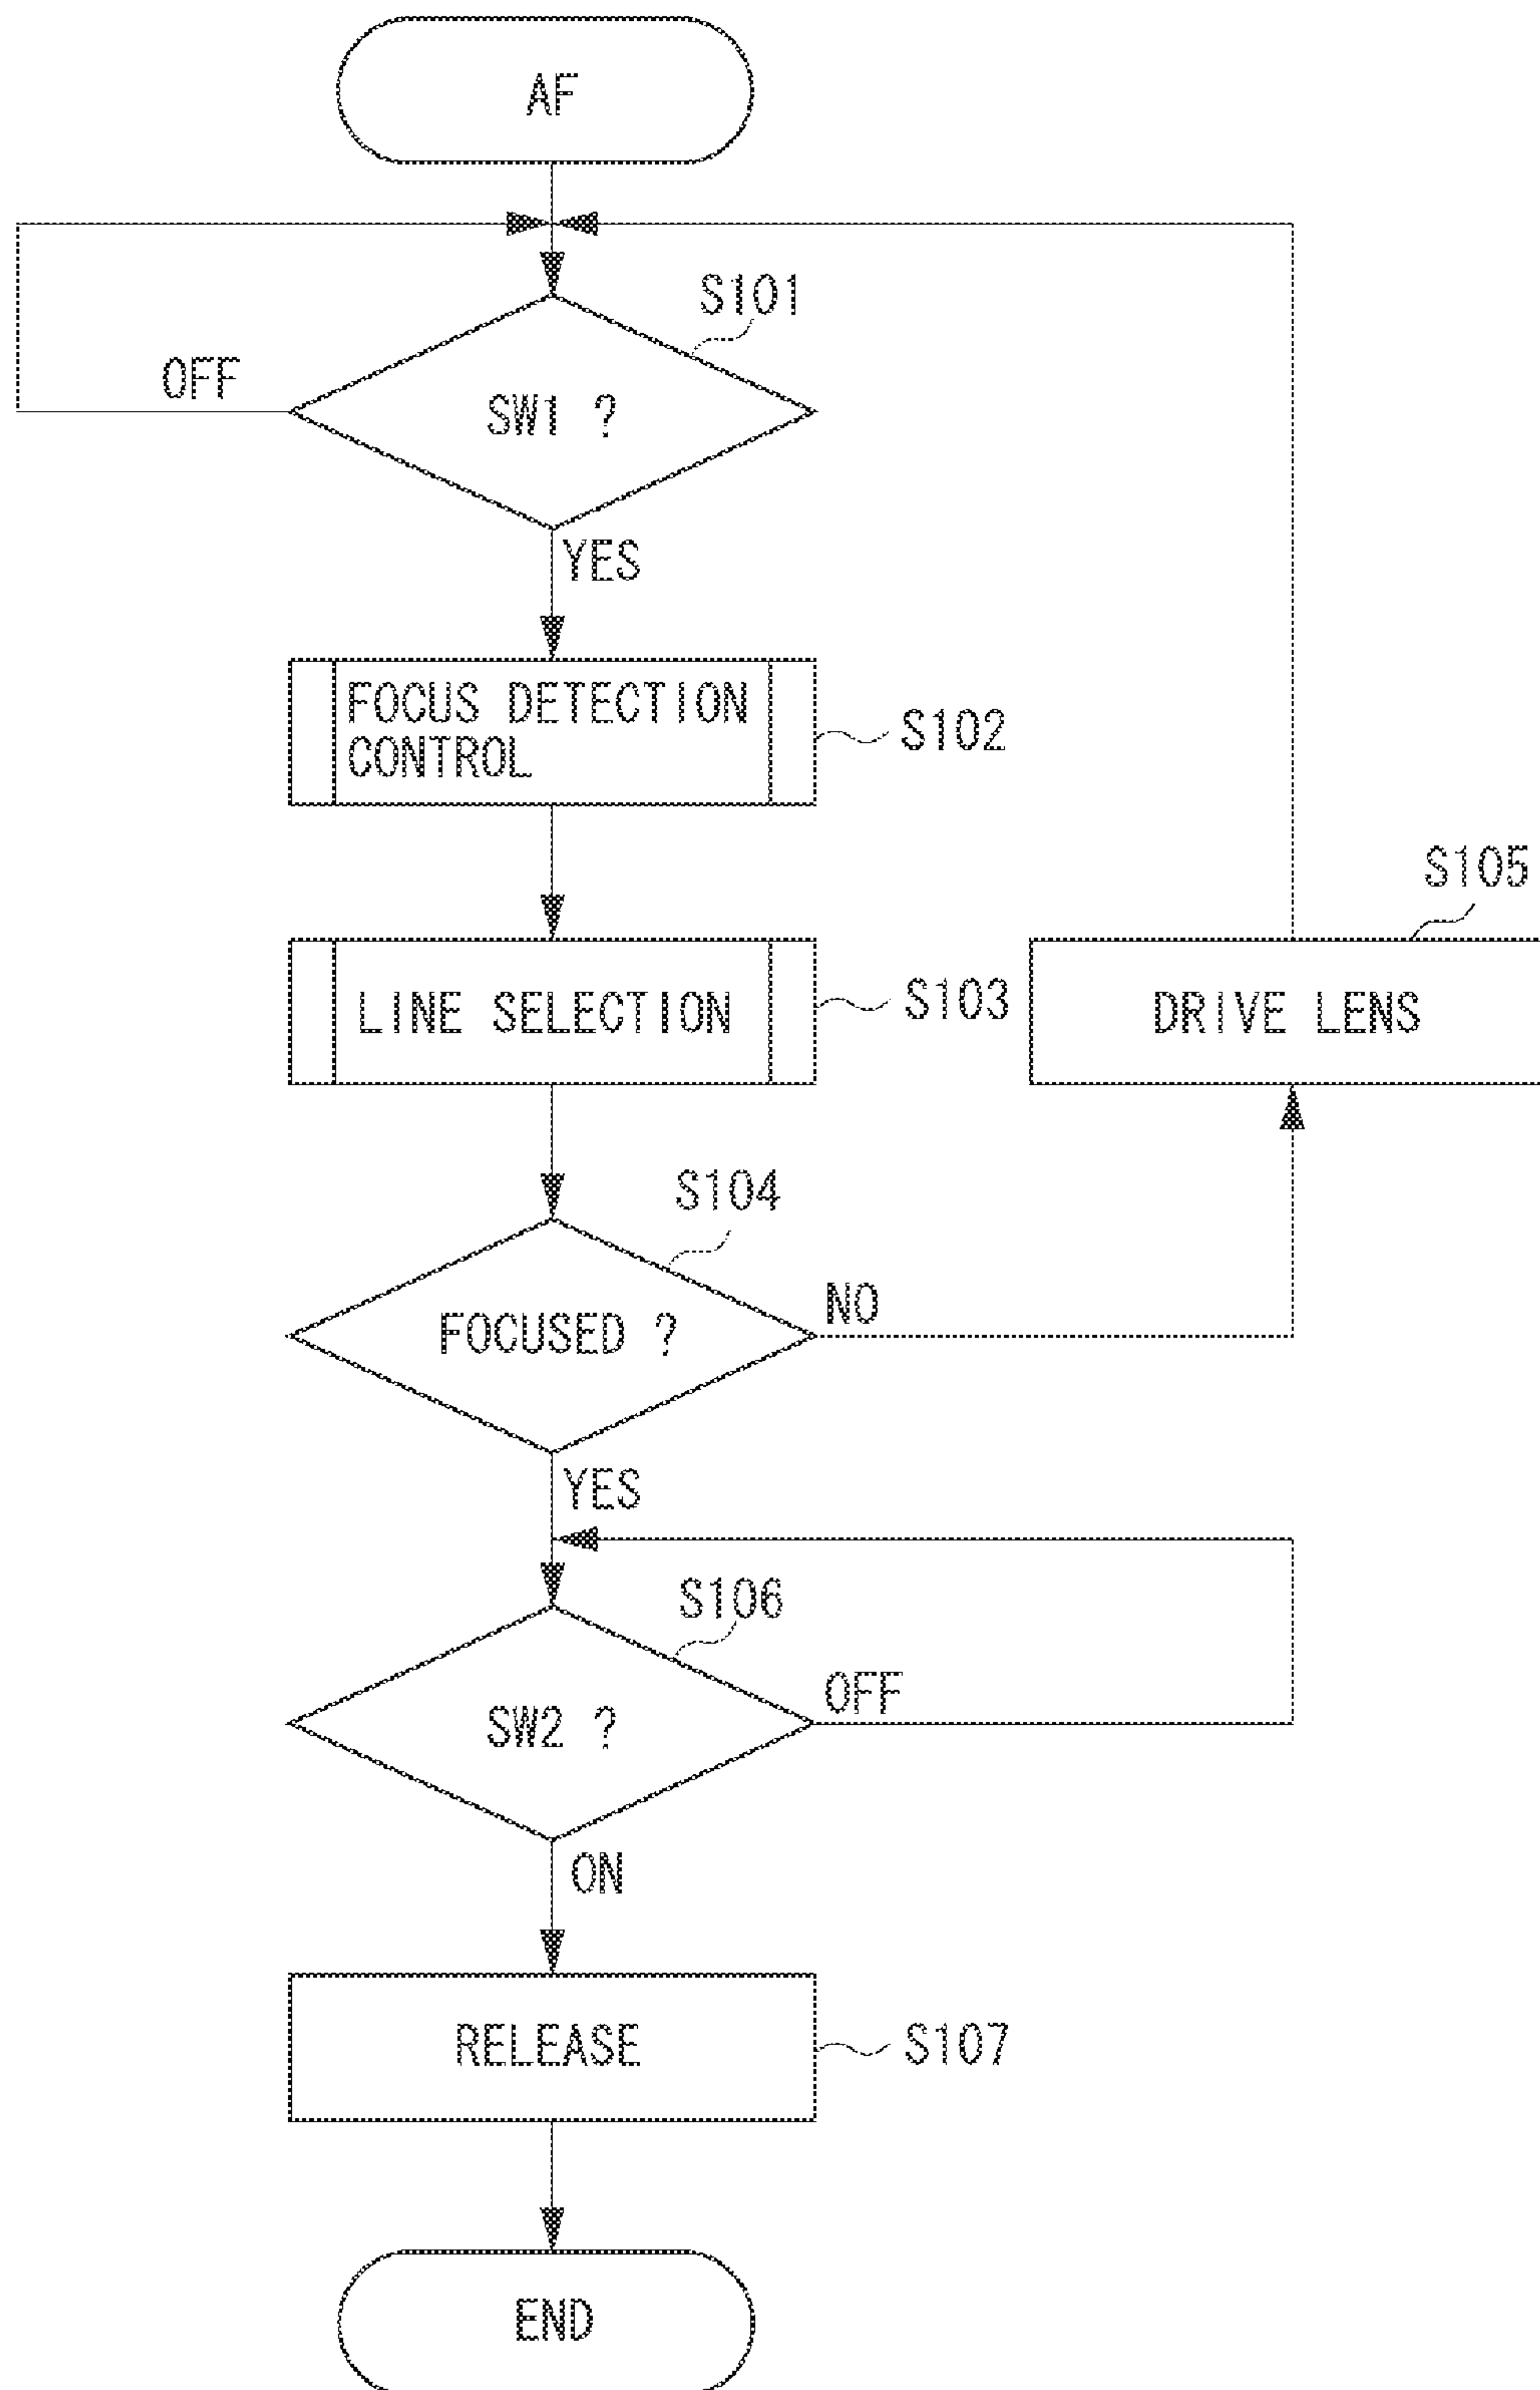 AF
S101
OFF
SW1 ?
YES
FOCUS DETECTION
CONTROL
S102
S105
LINE SELECTION
S103
DRIVE LENS
S104
NO
FOCUSED ?
YES
S106
OFF
SW2 ?
ON
RELEASE
S107
END